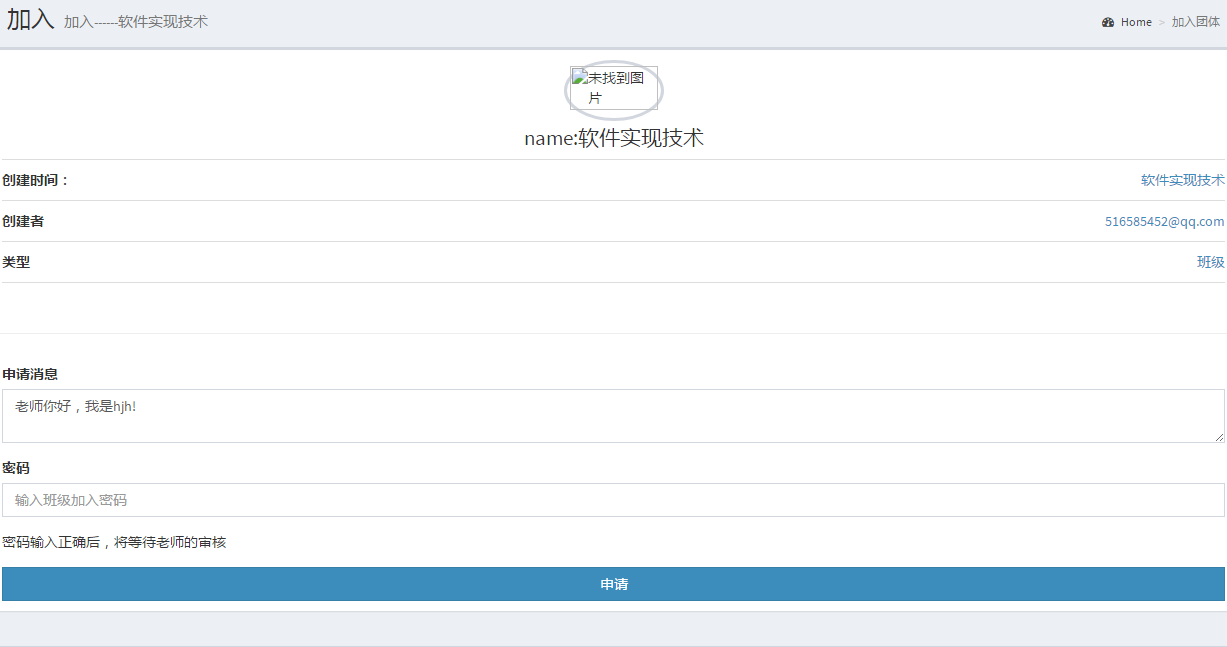 加入 加入------软件实现技术
Home > 加入团体
未找到图
片
name:软件实现技术
创建时间：
软件实现技术
创建者
516585452@qq.com
类型
班级
申请消息
老师你好，我是hjh!
密码
输入班级加入密码
密码输入正确后，将等待老师的审核
申请